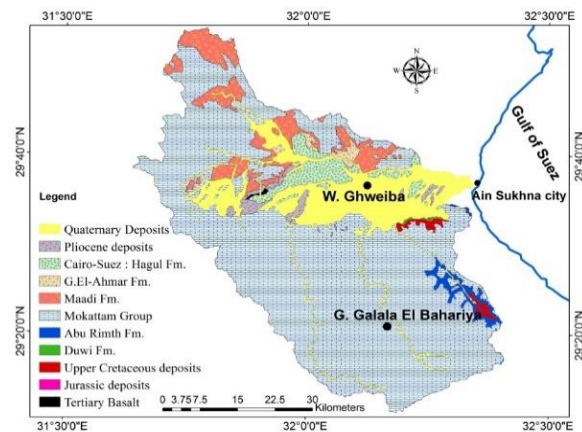 31°30'0"E 32°0'0"E 32°30'0"E
N
W E
S
29°40'0"N
29°40'0"N
Gulf of Suez
Ain Sukhna city
W. Ghweiba
Legend
Quaternary Deposits
Pliocene deposits
Cairo-Suez : Hagul Fm.
G.El-Ahmar Fm.
Maadi Fm.
Mokattam Group
Abu Rimth Fm.
Duwi Fm.
Upper Cretaceous deposits
Jurassic deposits
Tertiary Basalt
G. Galala El Bahariya
29°20'0"N
29°20'0"N
0 3.757.5 15 22.5 30
Kilometers
31°30'0"E 32°0'0"E 32°30'0"E